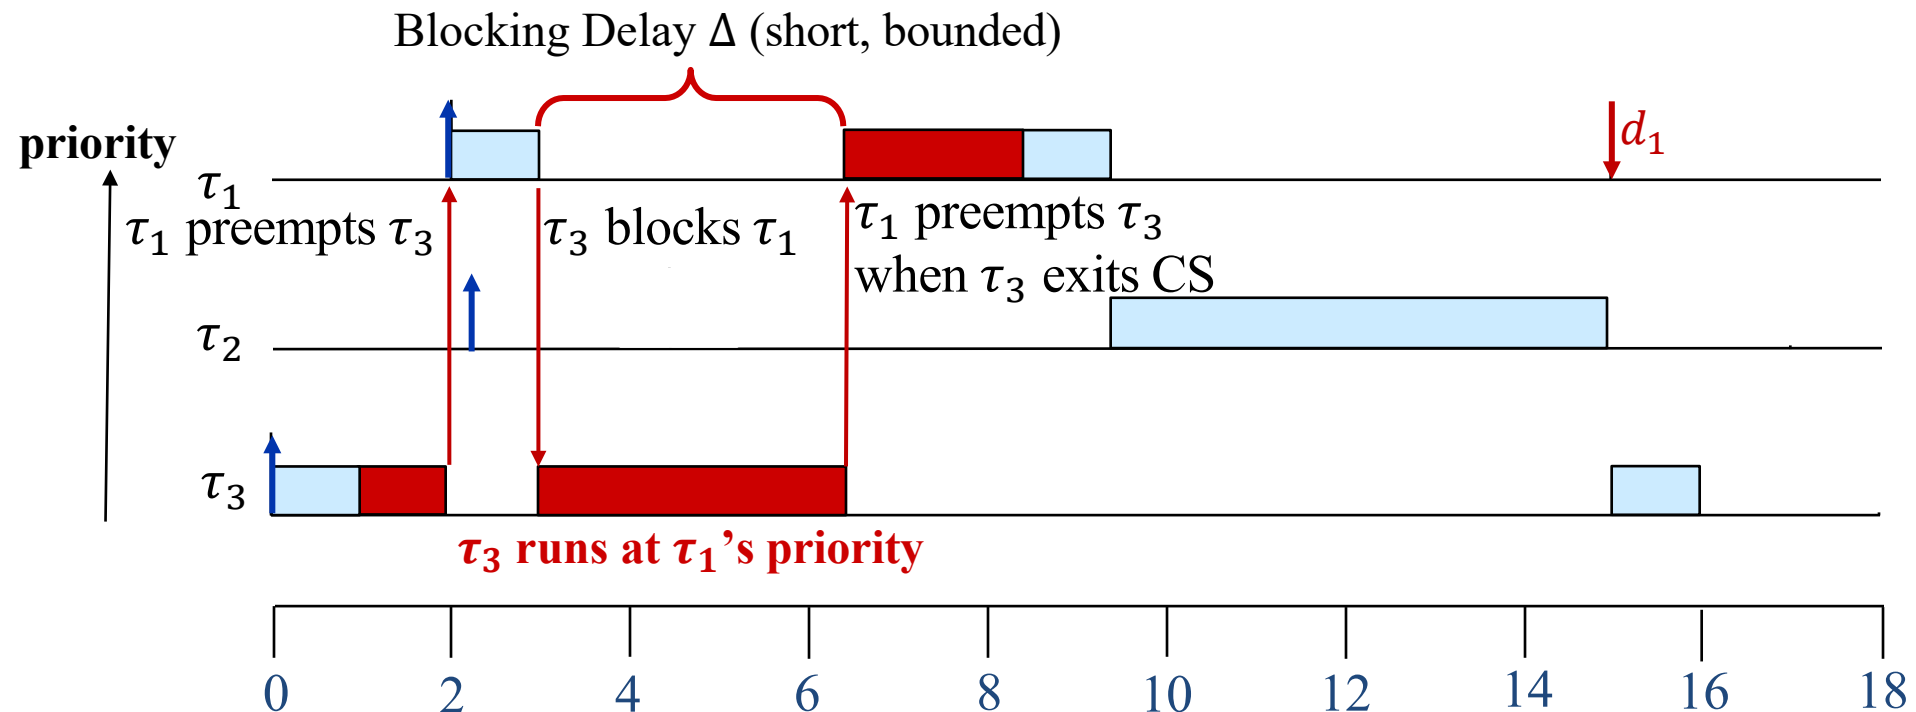 Blocking Delay Δ (short, bounded)
priority
τ₁
d₁
τ₁ preempts τ₃
τ₃ blocks τ₁
τ₁ preempts τ₃
when τ₃ exits CS
τ₂
τ₃
τ₃ runs at τ₁’s priority
0 2 4 6 8 10 12 14 16 18